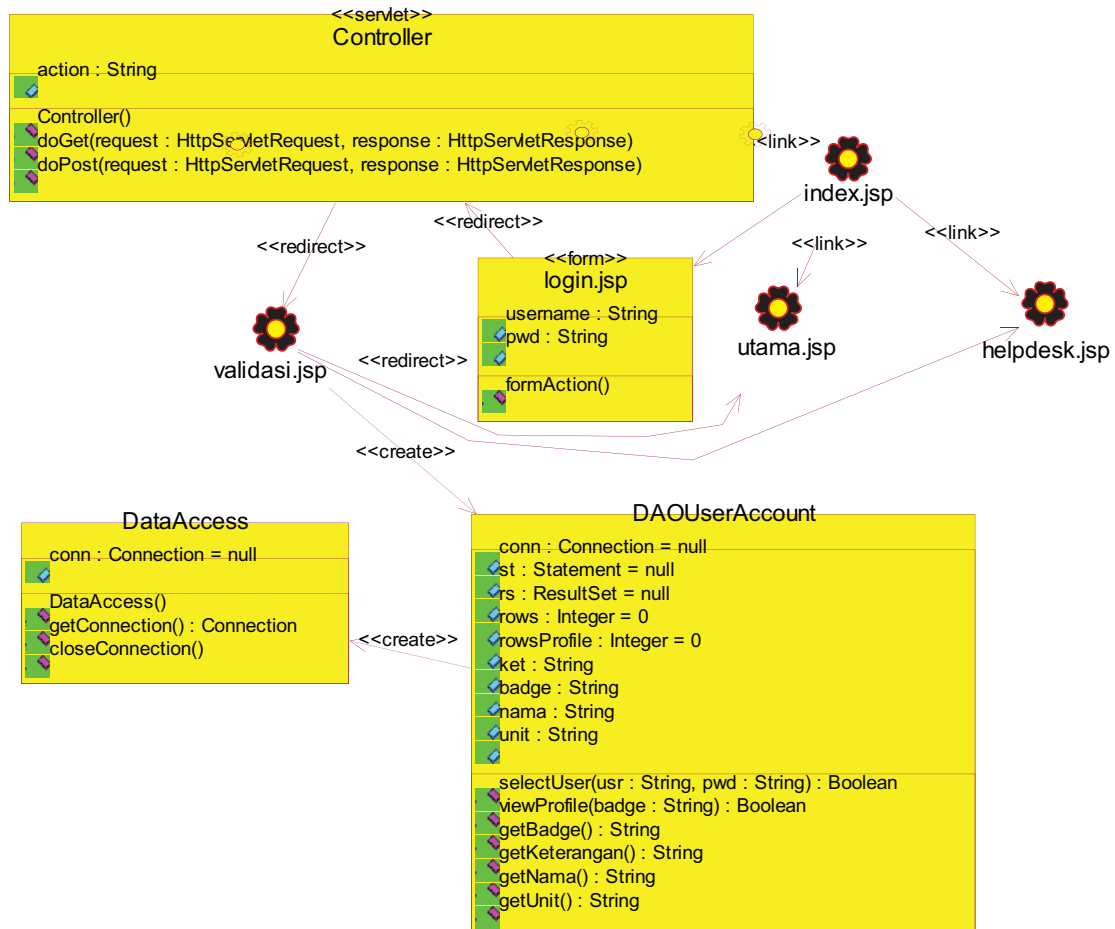 <<servlet>>
Controller
action : String
Controller()
doGet(request : HttpServletRequest, response : HttpServletResponse)
doPost(request : HttpServletRequest, response : HttpServletResponse)
<<link>>
index.jsp
<<redirect>>
<<redirect>>
<<link>>
<<link>>
<<form>>
login.jsp
username : String
pwd : String
formAction()
validasi.jsp
<<redirect>>
utama.jsp
helpdesk.jsp
<<create>>
DataAccess
conn : Connection = null
DataAccess()
getConnection() : Connection
closeConnection()
<<create>>
DAOUserAccount
conn : Connection = null
st : Statement = null
rs : ResultSet = null
rows : Integer = 0
rowsProfile : Integer = 0
ket : String
badge : String
nama : String
unit : String
selectUser(usr : String, pwd : String) : Boolean
viewProfile(badge : String) : Boolean
getBadge() : String
getKeterangan() : String
getNama() : String
getUnit() : String